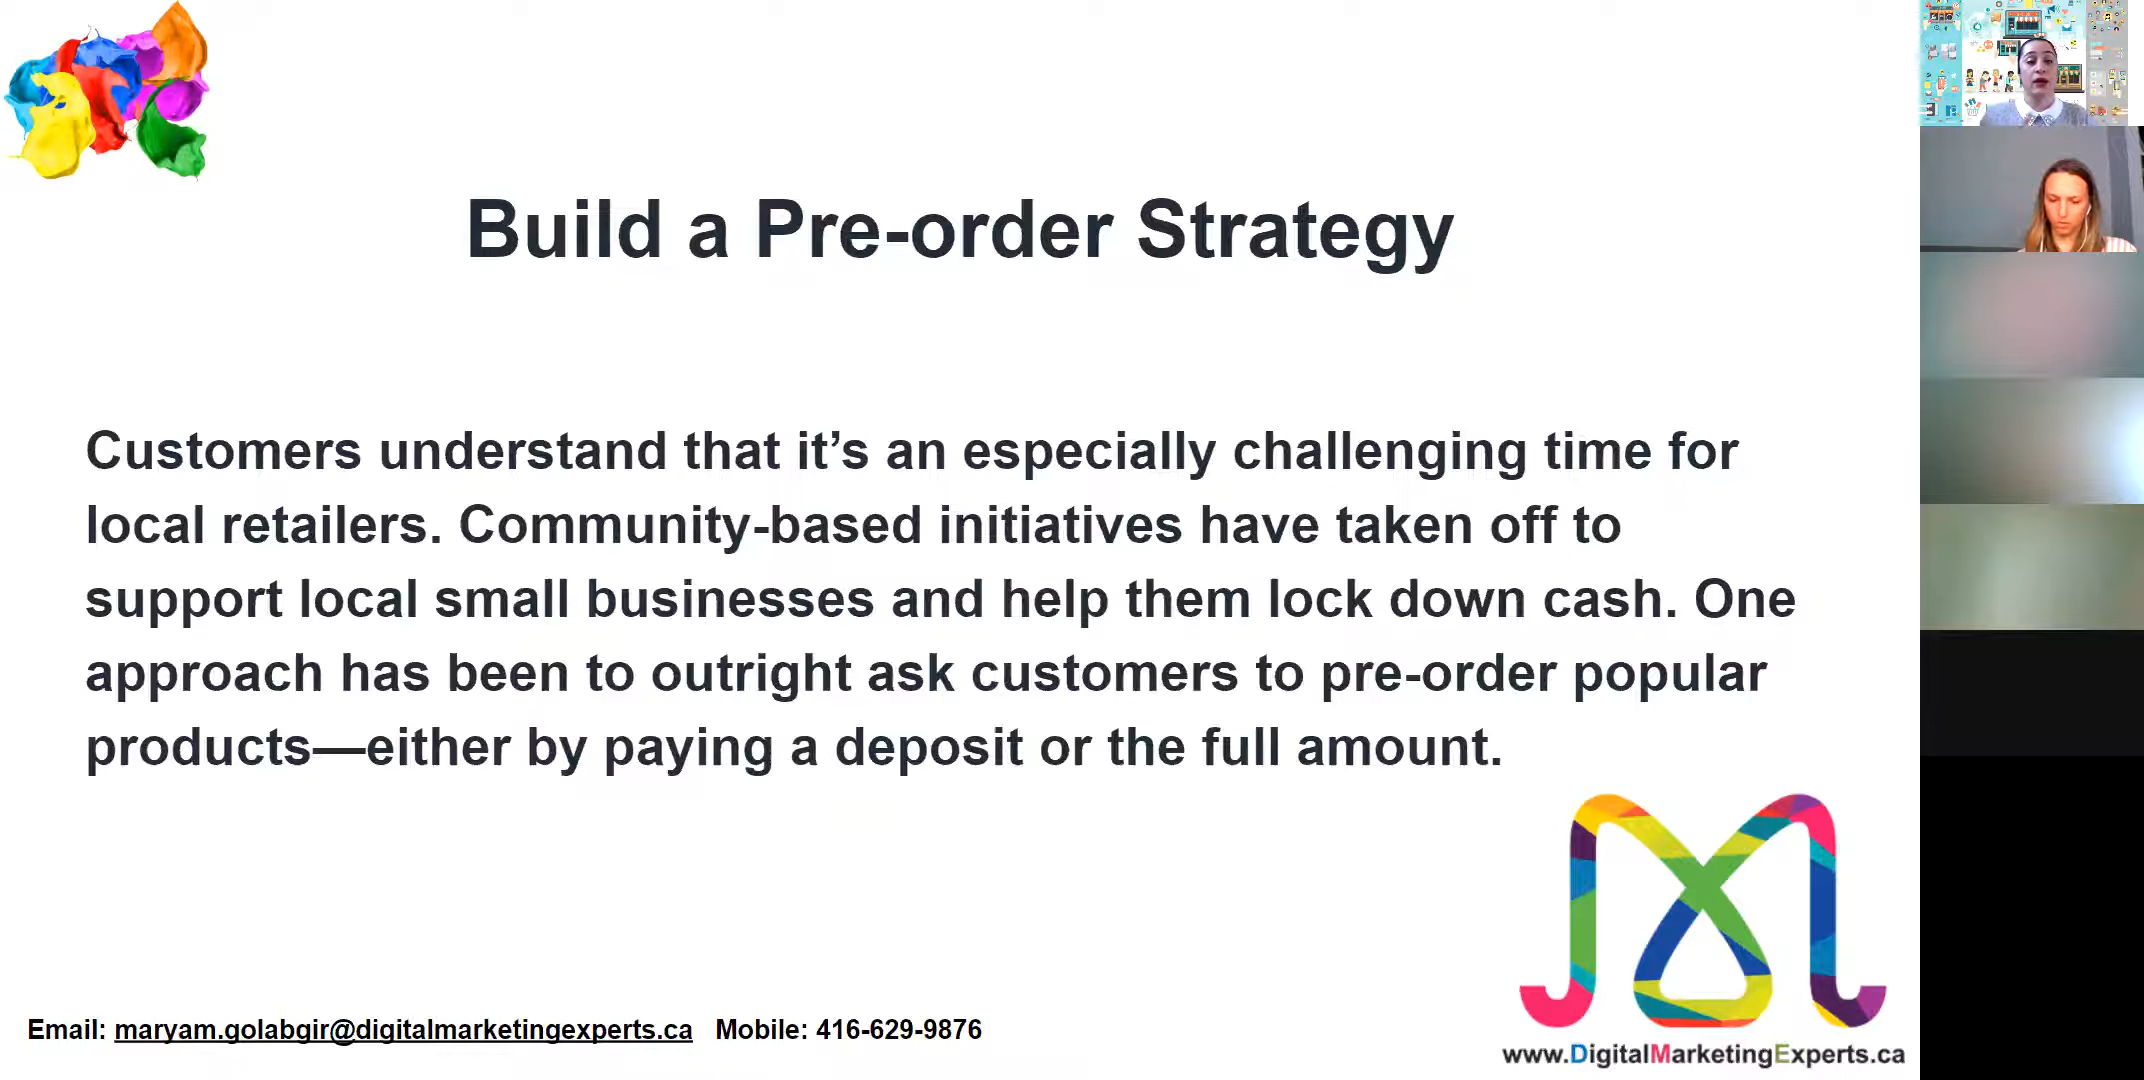 Build a Pre-order Strategy
Customers understand that it’s an especially challenging time for
local retailers. Community-based initiatives have taken off to
support local small businesses and help them lock down cash. One
approach has been to outright ask customers to pre-order popular
products—either by paying a deposit or the full amount.
Email: maryam.golabgir@digitalmarketingexperts.ca Mobile: 416-629-9876
www.DigitalMarketingExperts.ca